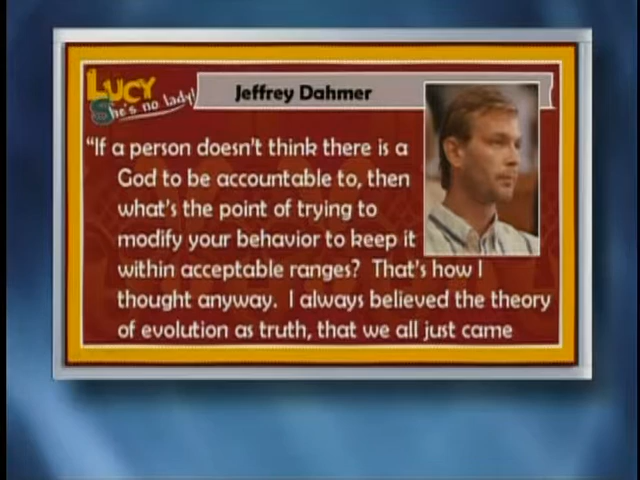 LUCY
She's no lady!
Jeffrey Dahmer
“If a person doesn't think there is a
God to be accountable to, then
what's the point of trying to
modify your behavior to keep it
within acceptable ranges?  That's how I
thought anyway.  I always believed the theory
of evolution as truth, that we all just came